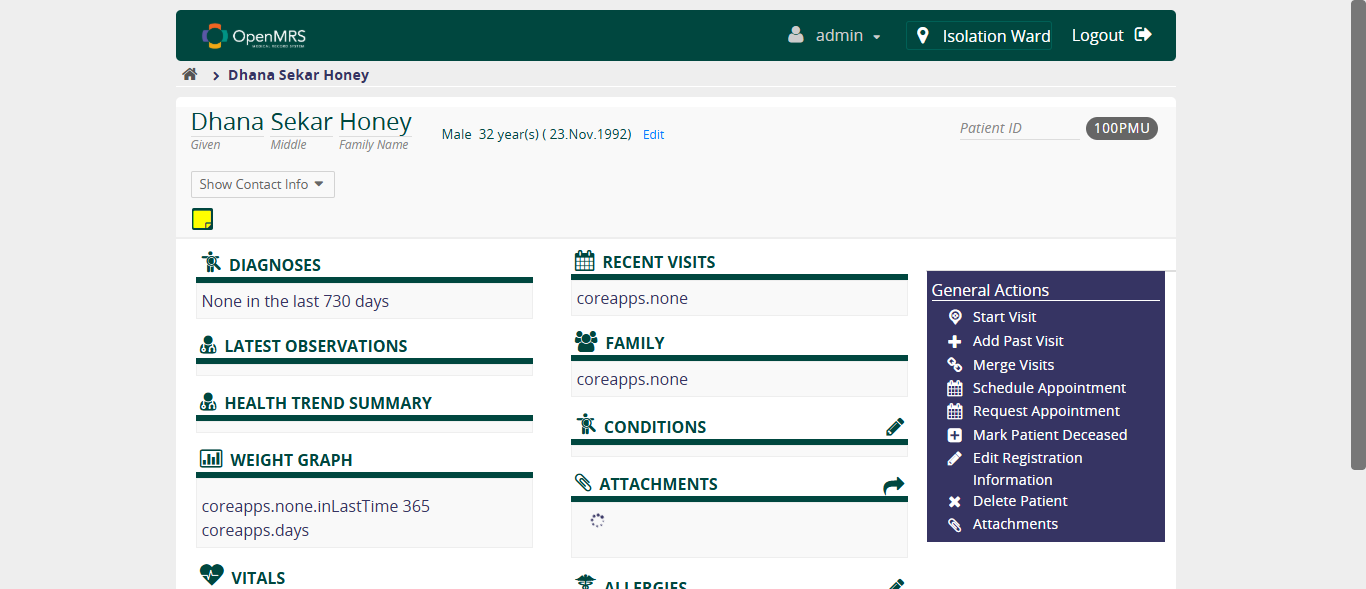 OpenMRS
MEDICAL RECORD SYSTEM
admin
Isolation Ward
Logout
Dhana Sekar Honey
Dhana Sekar Honey
Given Middle Family Name
Male 32 year(s) ( 23.Nov.1992) Edit
Patient ID 100PMU
Show Contact Info
DIAGNOSES
None in the last 730 days
LATEST OBSERVATIONS
HEALTH TREND SUMMARY
WEIGHT GRAPH
coreapps.none.inLastTime 365
coreapps.days
VITALS
RECENT VISITS
coreapps.none
FAMILY
coreapps.none
CONDITIONS
ATTACHMENTS
ALLERGIES
General Actions
Start Visit
Add Past Visit
Merge Visits
Schedule Appointment
Request Appointment
Mark Patient Deceased
Edit Registration
Information
Delete Patient
Attachments